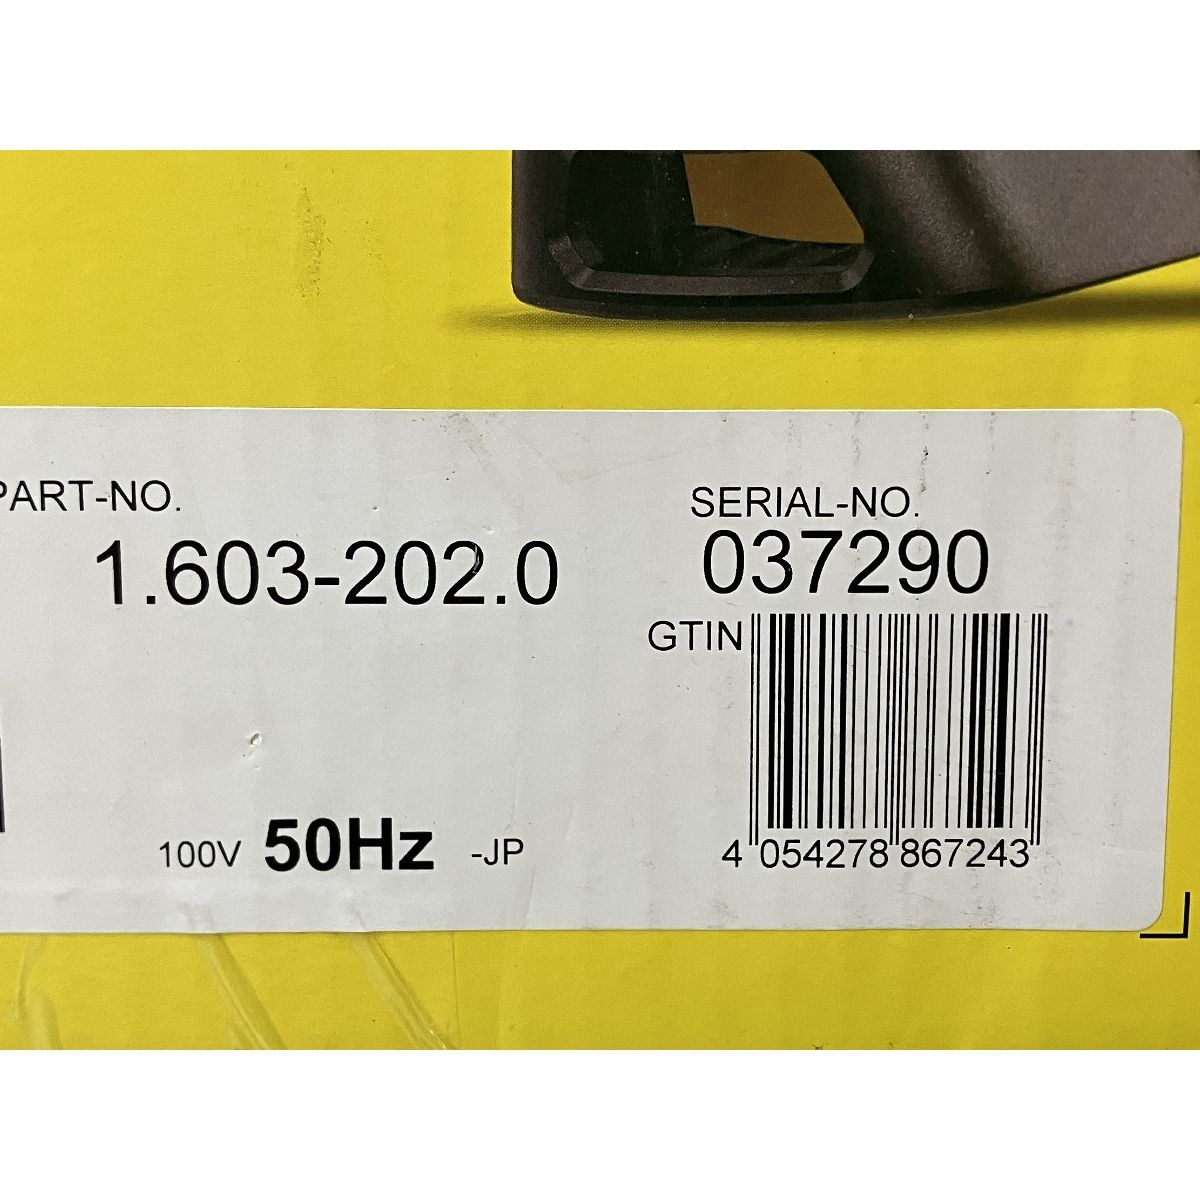 PART-NO.
1.603-202.0
SERIAL-NO.
037290
GTIN
4 054278 867243
100V 50Hz -JP